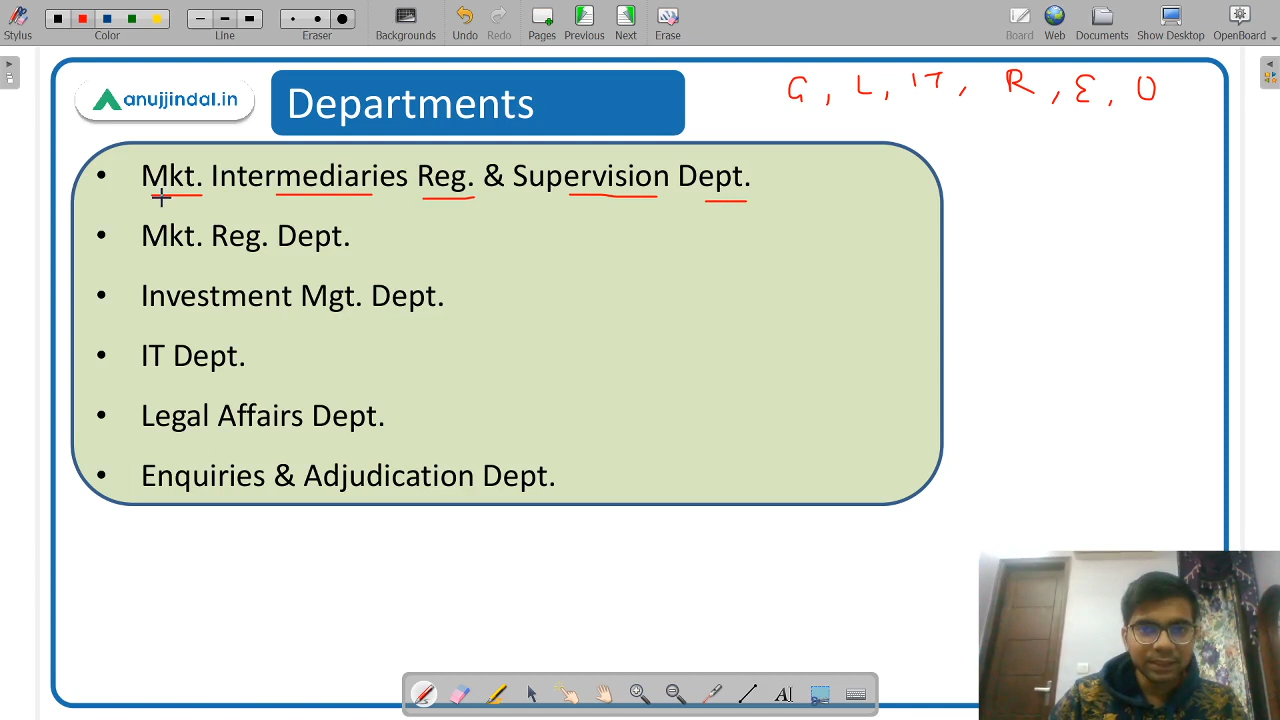 Stylus
Color
Line
Eraser
Backgrounds
Undo
Redo
Pages
Previous
Next
Erase
Board
Web
Documents
Show Desktop
OpenBoard
anujjindal.in
Departments
G, L, IT, R, E, O
• Mkt. Intermediaries Reg. & Supervision Dept.
• Mkt. Reg. Dept.
• Investment Mgt. Dept.
• IT Dept.
• Legal Affairs Dept.
• Enquiries & Adjudication Dept.